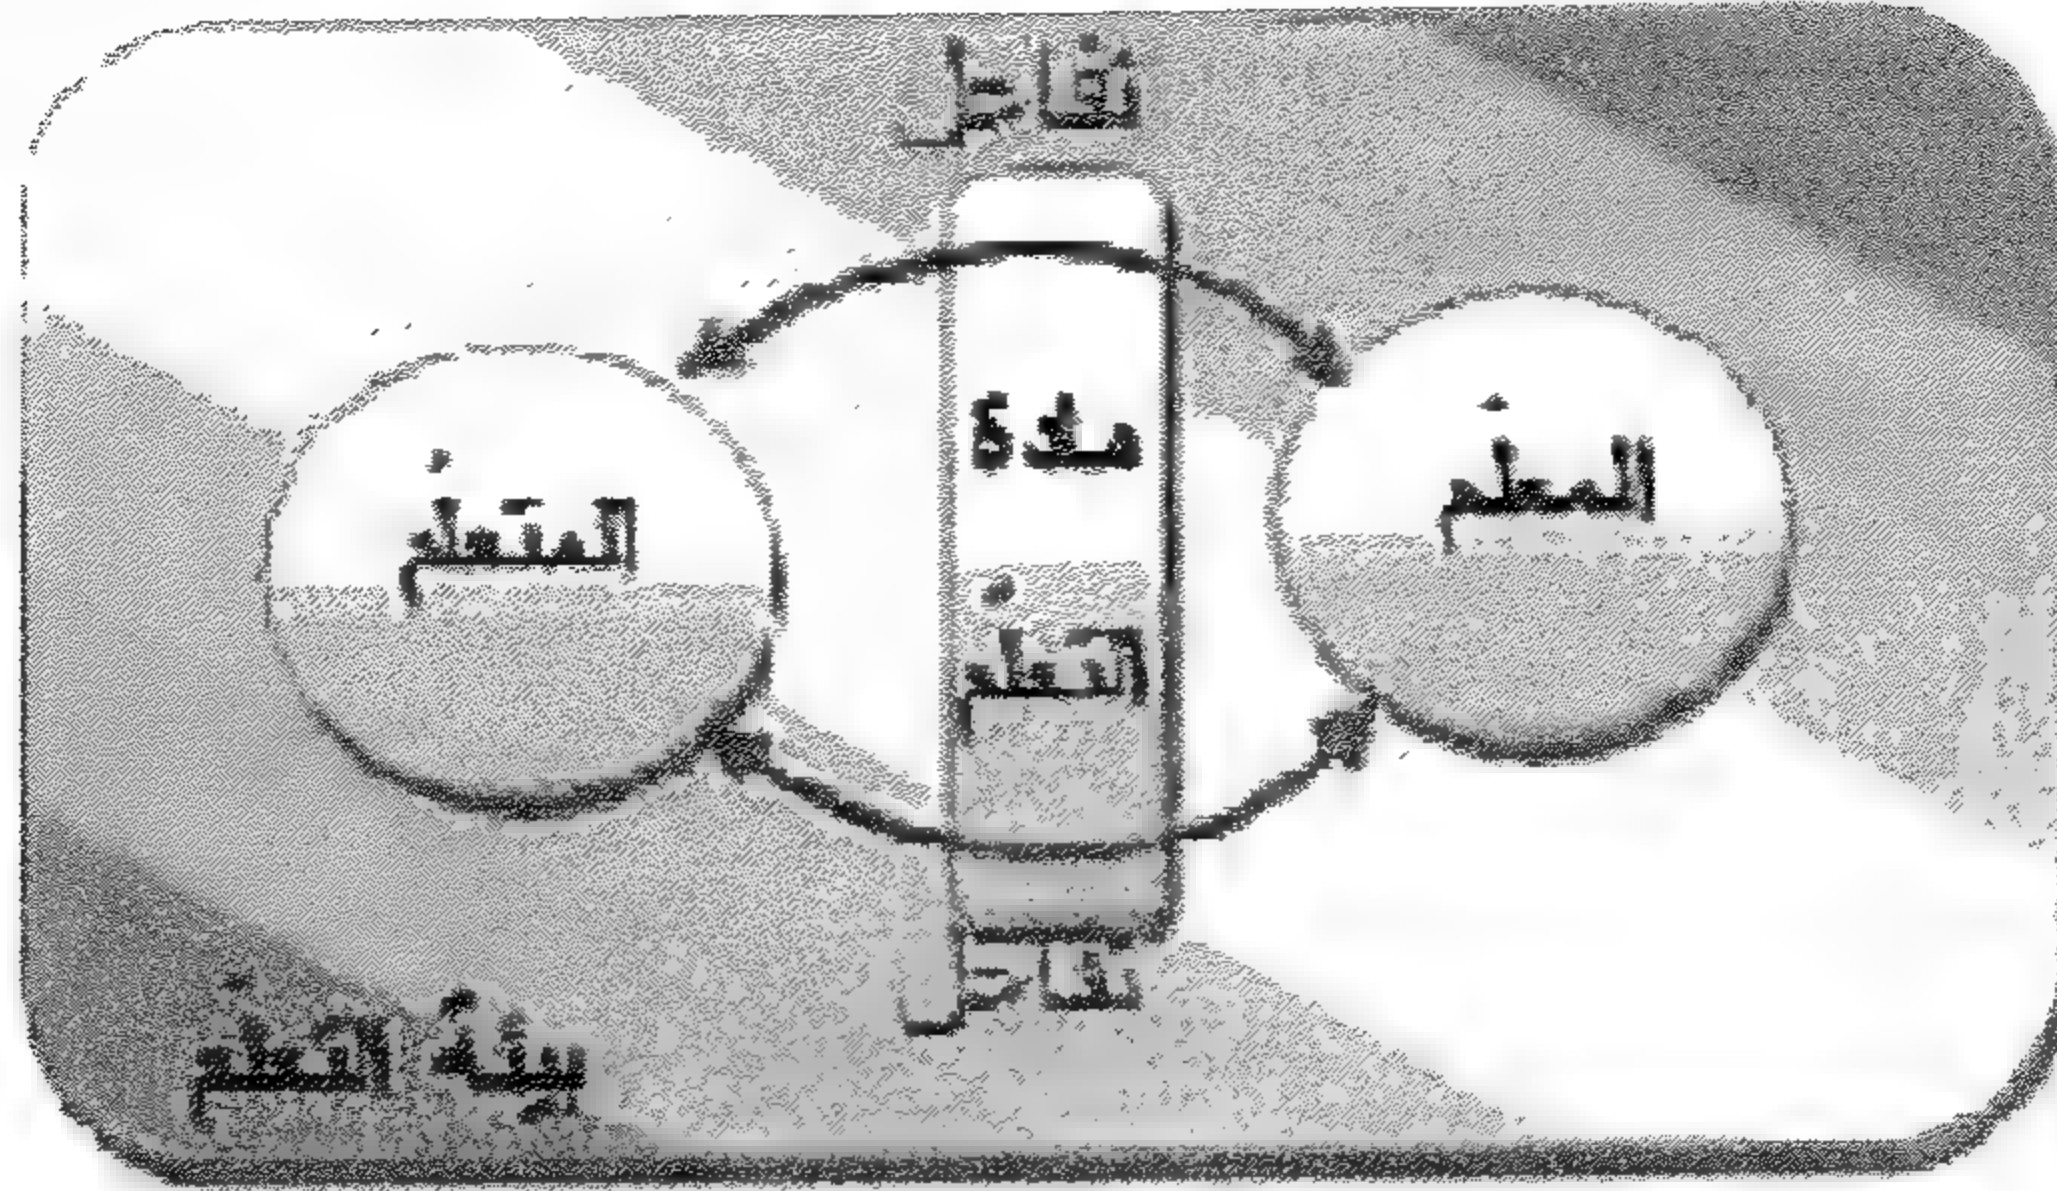 تفاعل
المعلم
مادة
المتعلم
التعلم
تفاعل
بيئة التعلم